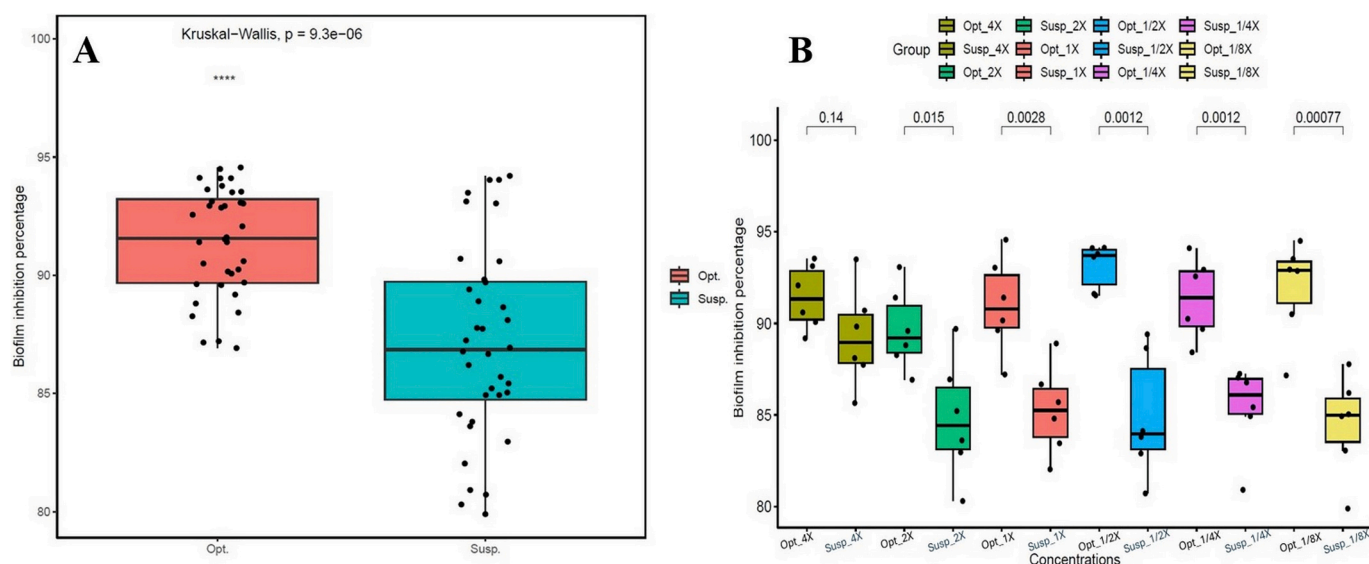 A
Kruskal-Wallis, p = 9.3e-06
****
Biofilm inhibition percentage
100
95
90
85
80
Opt.
Susp.
Opt.
Susp.
B
Group
Opt_4X Susp_2X Opt_1/2X Susp_1/4X
Susp_4X Opt_1X Susp_1/2X Opt_1/8X
Opt_2X Susp_1X Opt_1/4X Susp_1/8X
0.14 0.015 0.0028 0.0012 0.0012 0.00077
Biofilm inhibition percentage
100
95
90
85
80
Opt_4X Susp_4X Opt_2X Susp_2X Opt_1X Susp_1X Opt_1/2X Susp_1/2X Opt_1/4X Susp_1/4X Opt_1/8X Susp_1/8X
Concentrations